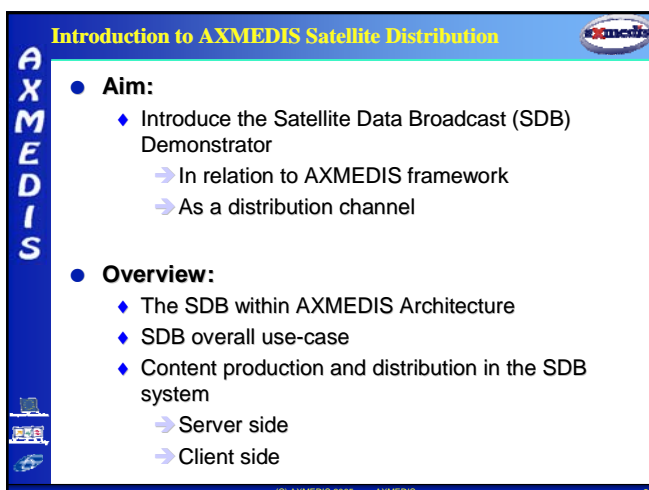 Introduction to AXMEDIS Satellite Distribution
axmedis
AXMEDIS
Aim:
Introduce the Satellite Data Broadcast (SDB)
Demonstrator
In relation to AXMEDIS framework
As a distribution channel
Overview:
The SDB within AXMEDIS Architecture
SDB overall use-case
Content production and distribution in the SDB
system
Server side
Client side